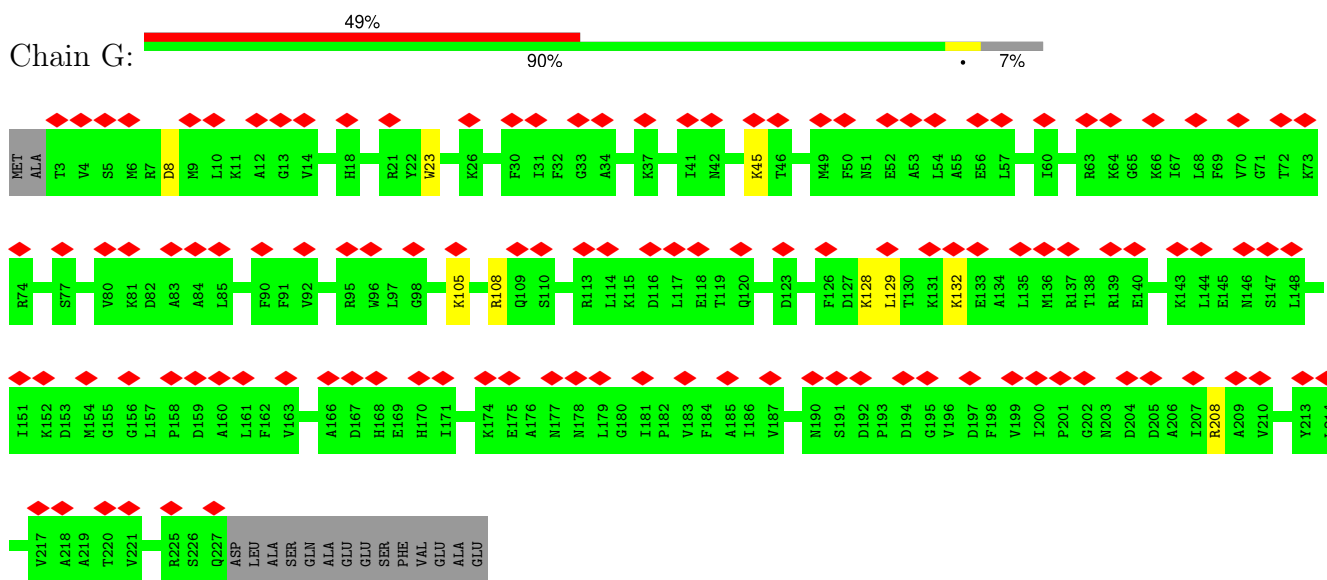 49%
Chain G:
90% • 7%
MET ALA T3 V4 S5 M6 R7 D8 M9 L10 K11 A12 G13 V14 H18 R21 Y22 W23 K26 F30 I31 F32 G33 A34 K37 I41 N42 K45 T46 M49 F50 N51 E52 A53 L54 A55 E56 L57 I60 R63 K64 G65 K66 I67 L68 F69 V70 G71 T72 K73
R74 S77 V80 K81 D82 A83 A84 L85 F90 F91 V92 R95 W96 L97 G98 K105 R108 Q109 S110 R113 L114 K115 D116 L117 E118 T119 Q120 D123 F126 D127 K128 L129 T130 K131 K132 E133 A134 L135 M136 R137 T138 R139 E140 K143 L144 E145 N146 S147 L148
I151 K152 D153 M154 G155 G156 L157 P158 D159 A160 L161 F162 V163 A166 D167 H168 E169 H170 I171 K174 E175 A176 N177 N178 L179 G180 I181 P182 V183 F184 A185 I186 V187 N190 S191 D192 P193 D194 G195 V196 D197 F198 V199 I200 P201 G202 N203 D204 D205 A206 I207 R208 A209 V210 Y213
V217 A218 A219 T220 V221 R225 S226 Q227 ASP LEU ALA SER GLN ALA GLU GLU SER PHE VAL GLU ALA GLU